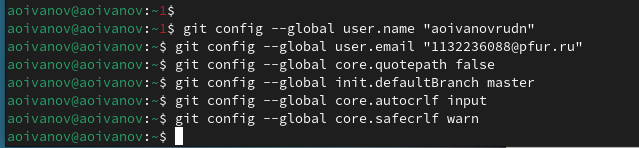 aoivanov@aoivanov:~1$
aoivanov@aoivanov:~1$ git config --global user.name "aoivanovrudn"
aoivanov@aoivanov:~$ git config --global user.email "1132236088@pfur.ru"
aoivanov@aoivanov:~$ git config --global core.quotepath false
aoivanov@aoivanov:~$ git config --global init.defaultBranch master
aoivanov@aoivanov:~$ git config --global core.autocrlf input
aoivanov@aoivanov:~$ git config --global core.safecrlf warn
aoivanov@aoivanov:~$